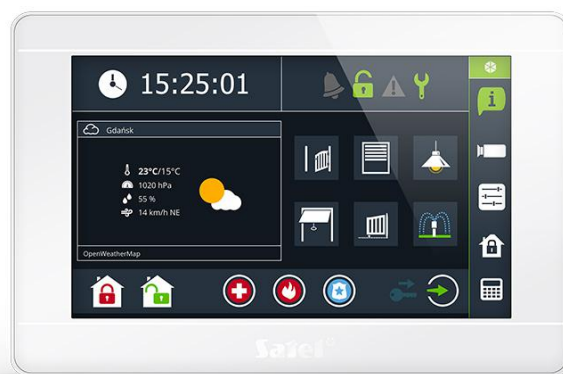 15:25:01
Gdańsk
23°C/15°C
1020 hPa
55 %
14 km/h NE
OpenWeatherMap
i
Satel®